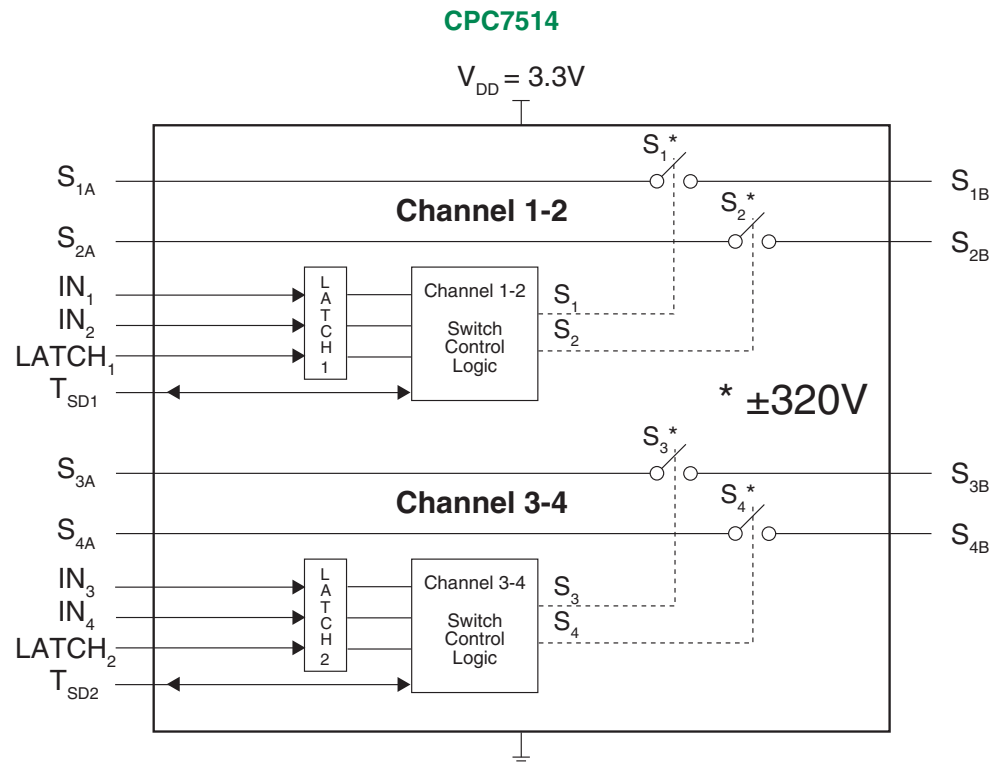 CPC7514
V_DD = 3.3V
S_1*
S_1A
S_1B
Channel 1-2
S_2*
S_2A
S_2B
IN_1
IN_2
LATCH_1
T_SD1
LATCH 1
Channel 1-2
Switch
Control
Logic
S_1
S_2
* ±320V
S_3*
S_3A
S_3B
Channel 3-4
S_4*
S_4A
S_4B
IN_3
IN_4
LATCH_2
T_SD2
LATCH 2
Channel 3-4
Switch
Control
Logic
S_3
S_4